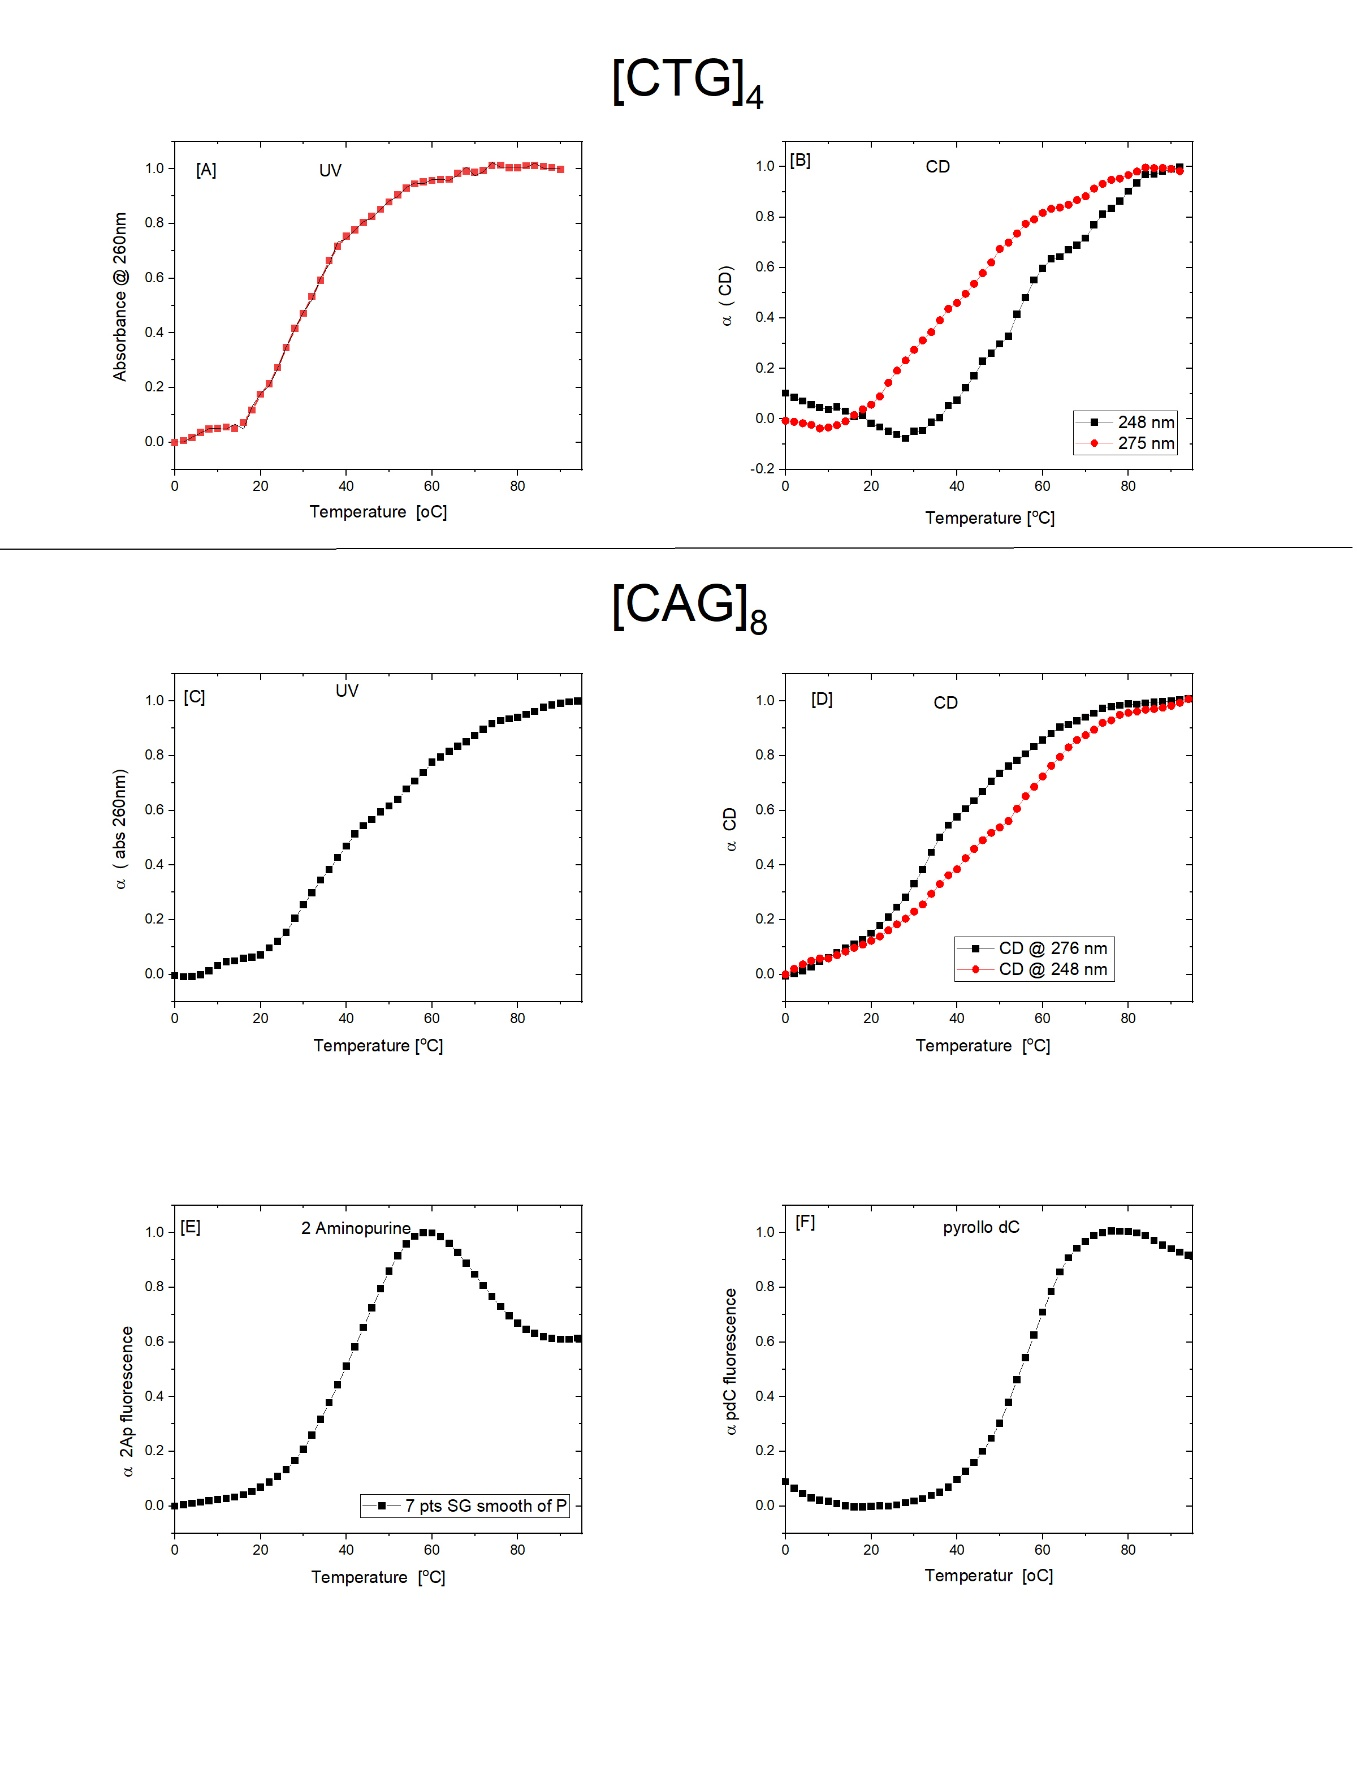 [CTG]4
[A]
UV
1.0
0.8
0.6
0.4
0.2
0.0
0
20
40
60
80
Absorbance @ 260nm
Temperature [oC]
[B]
CD
1.0
0.8
0.6
0.4
0.2
0.0
-0.2
0
20
40
60
80
α ( CD)
248 nm
275 nm
Temperature [oC]
[CAG]8
[C]
UV
1.0
0.8
0.6
0.4
0.2
0.0
0
20
40
60
80
α ( abs 260nm)
Temperature [oC]
[D]
CD
1.0
0.8
0.6
0.4
0.2
0.0
0
20
40
60
80
α CD
CD @ 276 nm
CD @ 248 nm
Temperature [oC]
[E]
2 Aminopurine
1.0
0.8
0.6
0.4
0.2
0.0
0
20
40
60
80
α 2Ap fluorescence
7 pts SG smooth of P
Temperature [oC]
[F]
pyrollo dC
1.0
0.8
0.6
0.4
0.2
0.0
0
20
40
60
80
α pdC fluorescence
Temperatur [oC]